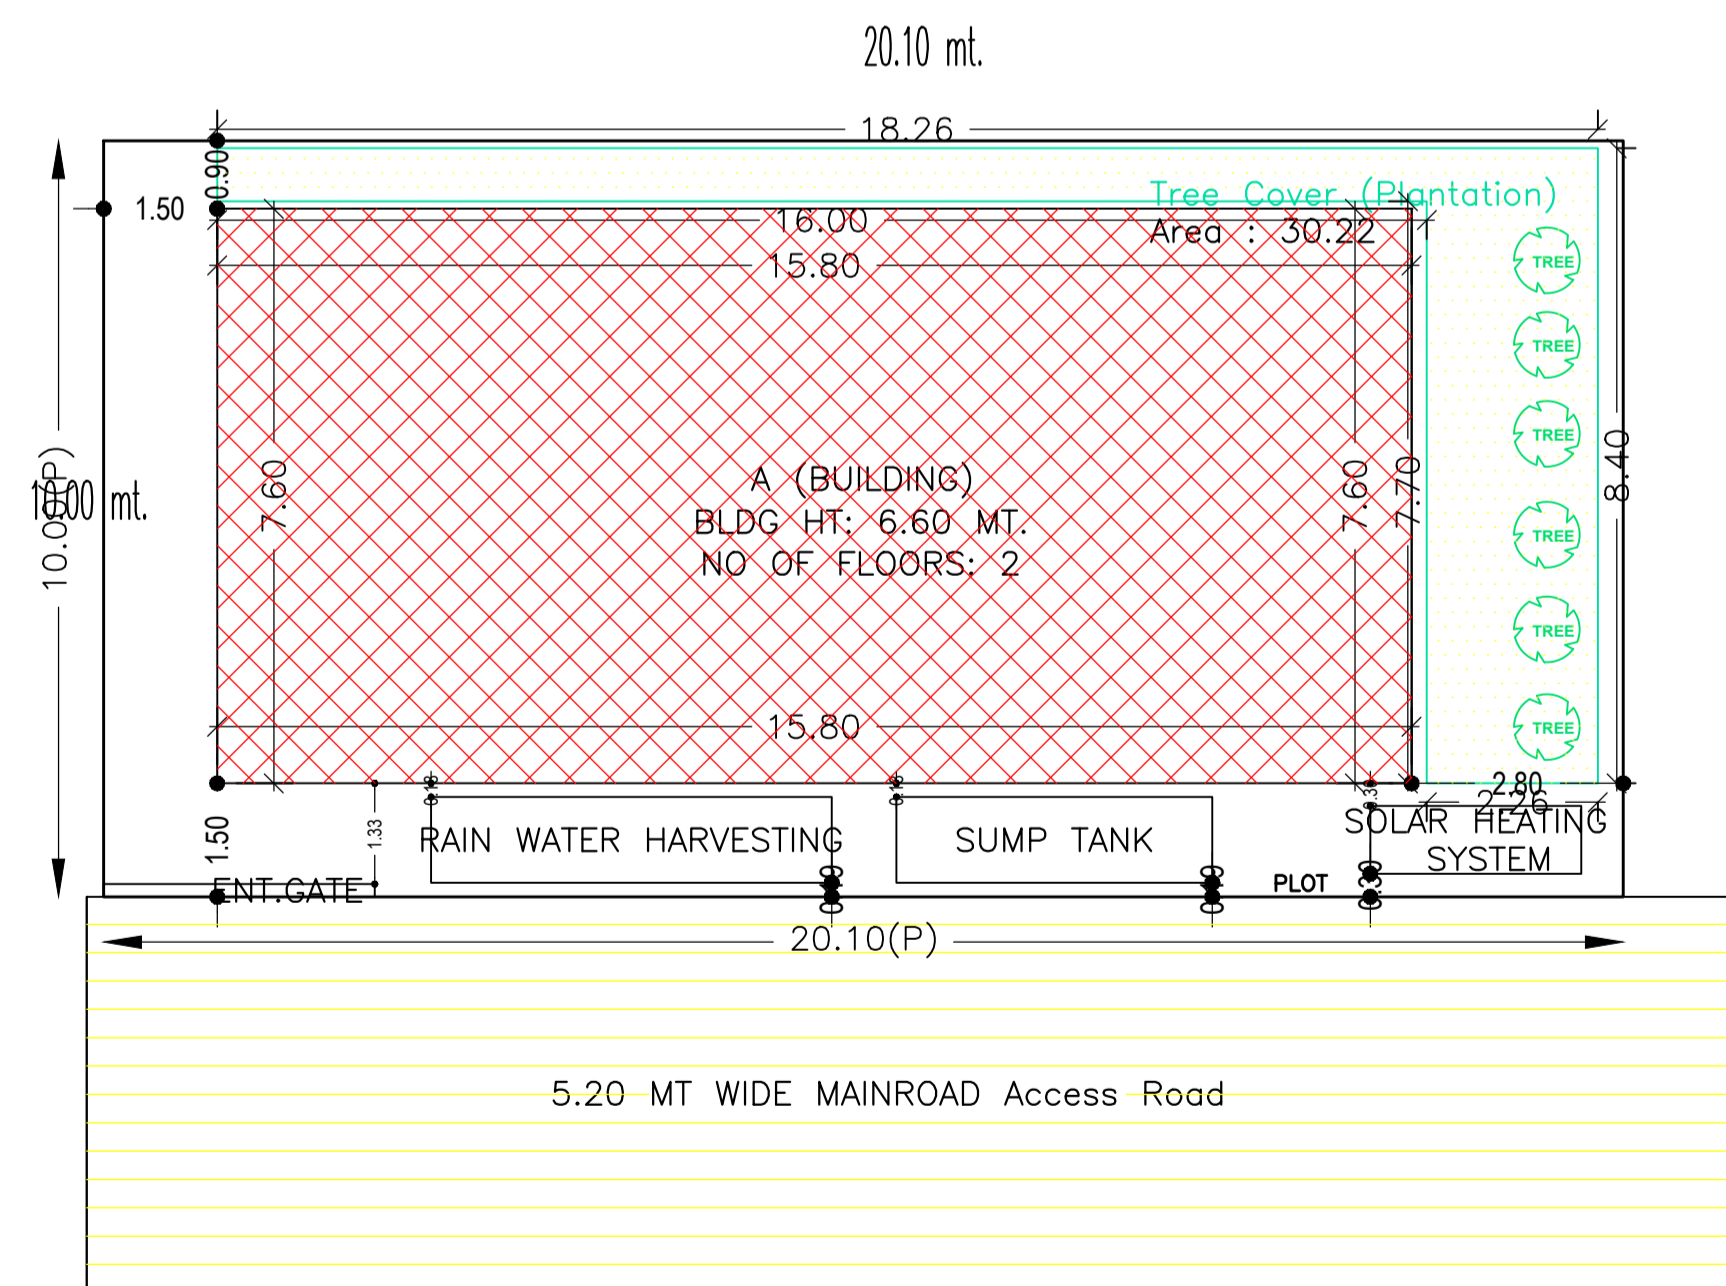 20.10 mt.
18.26
0.90
1.50
Tree Cover (Plantation)
16.00
Area : 30.22
15.80
TREE
TREE
TREE
TREE
TREE
TREE
8.40
7.60
7.60
7.70
A (BUILDING)
BLDG HT: 6.60 MT.
NO OF FLOORS: 2
10.00 mt.
15.80
2.80
2.26
1.50
1.33
0.30
RAIN WATER HARVESTING
SUMP TANK
SOLAR HEATING
SYSTEM
ENT.GATE
PLOT
0.30
20.10(P)
5.20 MT WIDE MAINROAD Access Road